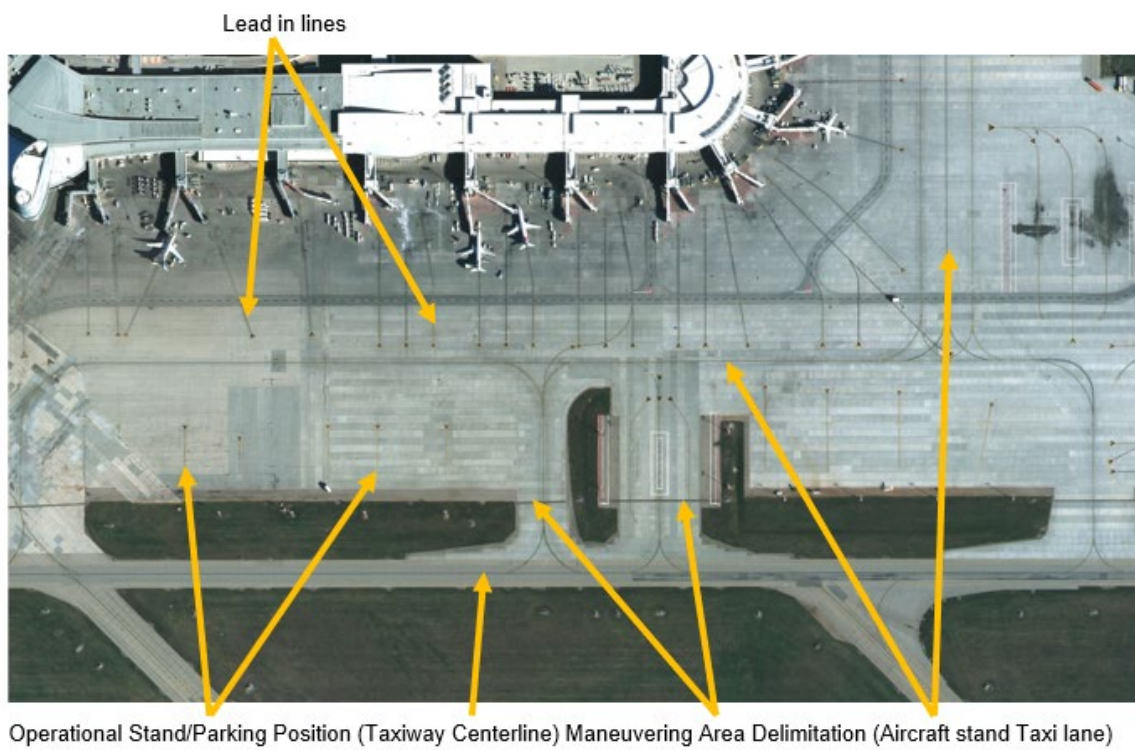 Lead in lines
Operational Stand/Parking Position (Taxiway Centerline) Maneuvering Area Delimitation (Aircraft stand Taxi lane)